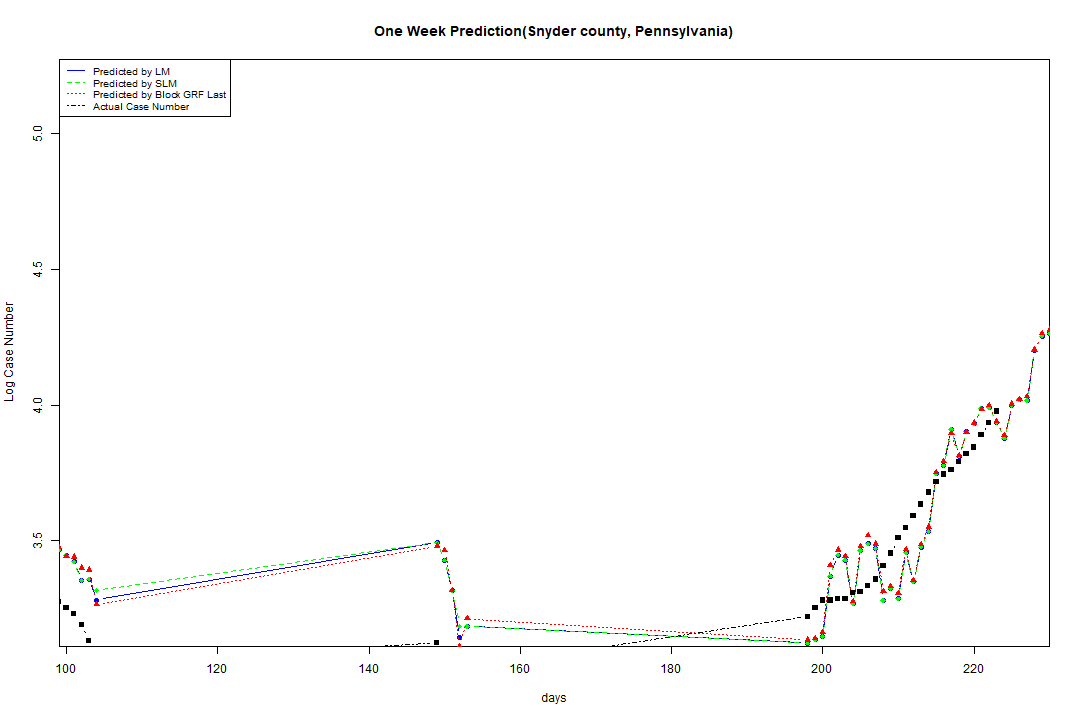 One Week Prediction(Snyder county, Pennsylvania)
Predicted by LM
Predicted by SLM
Predicted by Block GRF Last
Actual Case Number
5.0
4.5
4.0
3.5
Log Case Number
100 120 140 160 180 200 220
days